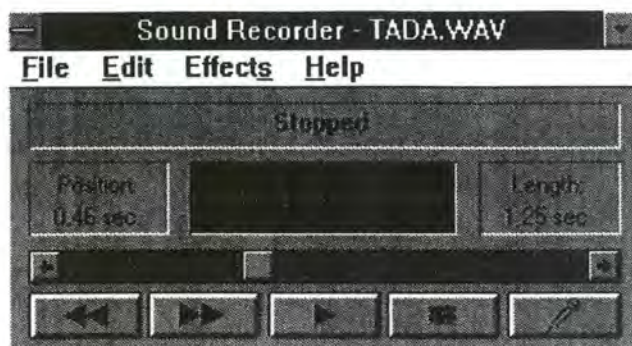 Sound Recorder - TADA.WAV
File Edit Effects Help
Stopped
Position:
0.46 sec.
Length:
1.25 sec.